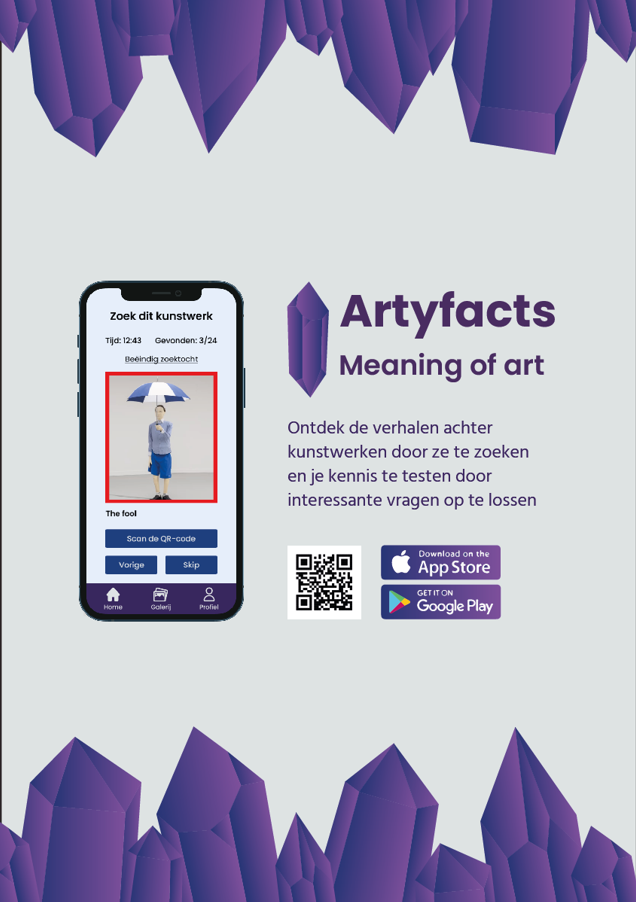 Zoek dit kunstwerk
Tijd: 12:43 Gevonden: 3/24
Beëindig zoektocht
The fool
Scan de QR-code
Vorige Skip
Home Galerij Profiel
Artyfacts
Meaning of art
Ontdek de verhalen achter
kunstwerken door ze te zoeken
en je kennis te testen door
interessante vragen op te lossen
Download on the
App Store
GET IT ON
Google Play